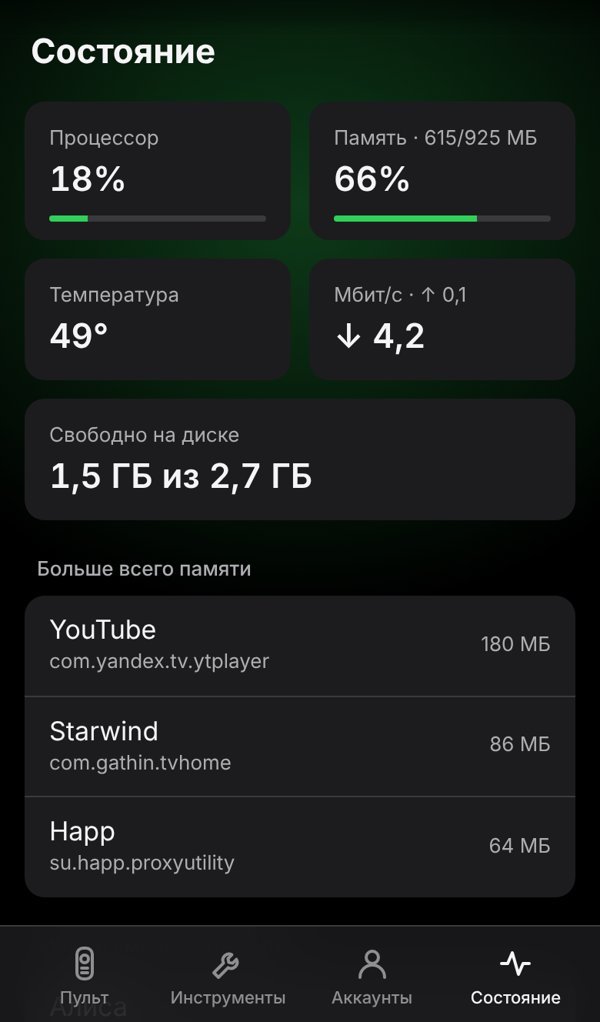 Состояние
Процессор
18%
Память · 615/925 МБ
66%
Температура
49°
Мбит/с · ↑ 0,1
↓ 4,2
Свободно на диске
1,5 ГБ из 2,7 ГБ
Больше всего памяти
YouTube
com.yandex.tv.ytplayer
180 МБ
Starwind
com.gathin.tvhome
86 МБ
Happ
su.happ.proxyutility
64 МБ
Алиса
Пульт
Инструменты
Аккаунты
Состояние